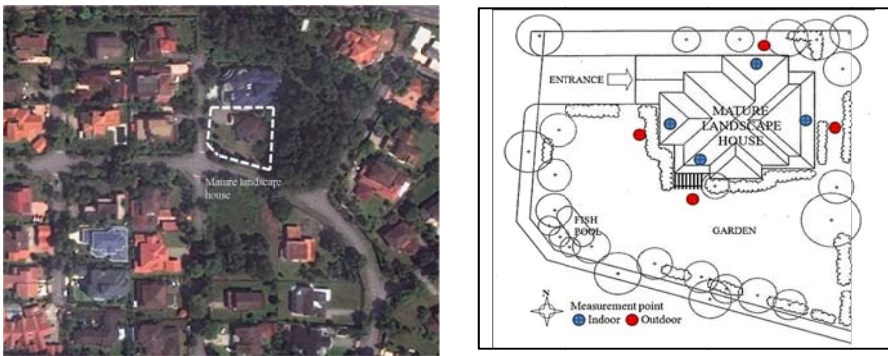 Mature landscape
house
ENTRANCE
MATURE
LANDSCAPE
HOUSE
FISH
POOL
GARDEN
N
Measurement point
Indoor
Outdoor